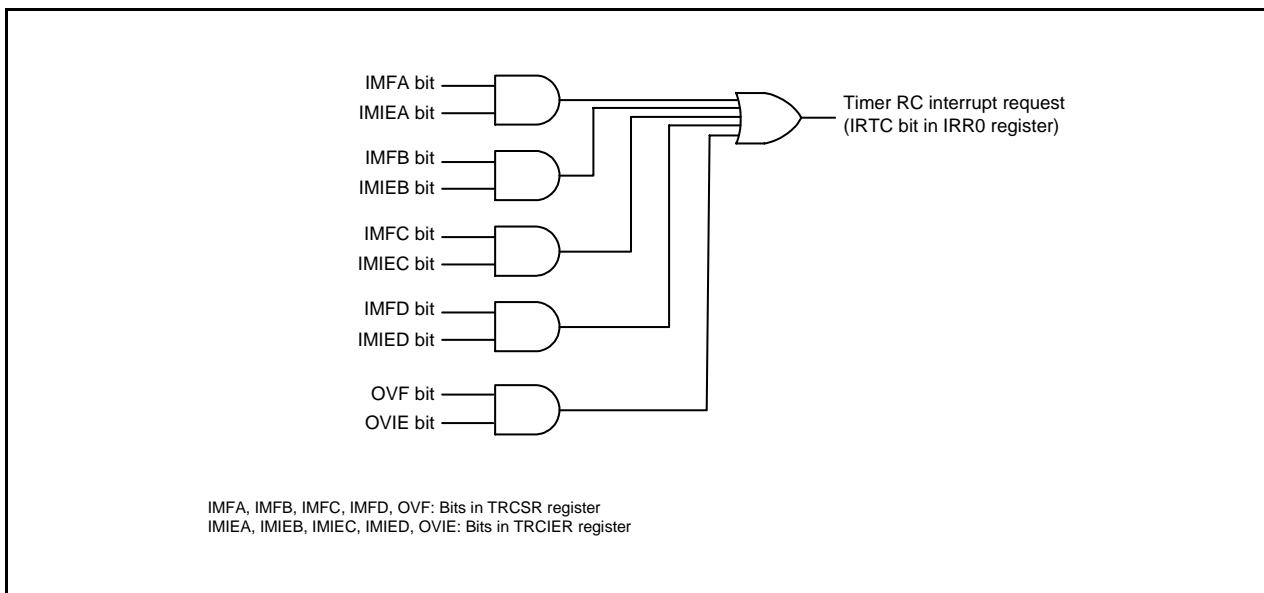 IMFA bit
IMIEA bit
IMFB bit
IMIEB bit
IMFC bit
IMIEC bit
IMFD bit
IMIED bit
OVF bit
OVIE bit
Timer RC interrupt request
(IRTC bit in IRR0 register)
IMFA, IMFB, IMFC, IMFD, OVF: Bits in TRCSR register
IMIEA, IMIEB, IMIEC, IMIED, OVIE: Bits in TRCIER register